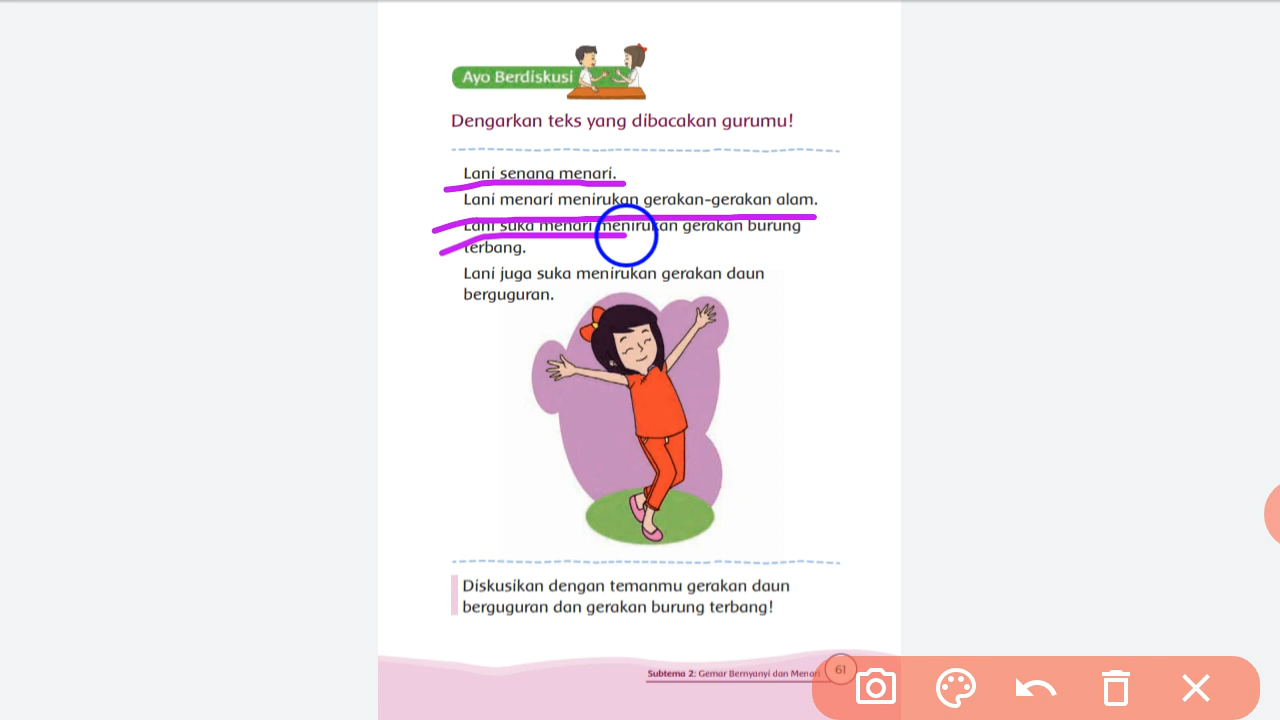 Ayo Berdiskusi
Dengarkan teks yang dibacakan gurumu!
Lani senang menari.
Lani menari menirukan gerakan-gerakan alam.
Lani suka menari menirukan gerakan burung
terbang.
Lani juga suka menirukan gerakan daun
berguguran.
Diskusikan dengan temanmu gerakan daun
berguguran dan gerakan burung terbang!
Subtema 2: Gemar Bernyanyi dan Menari
61